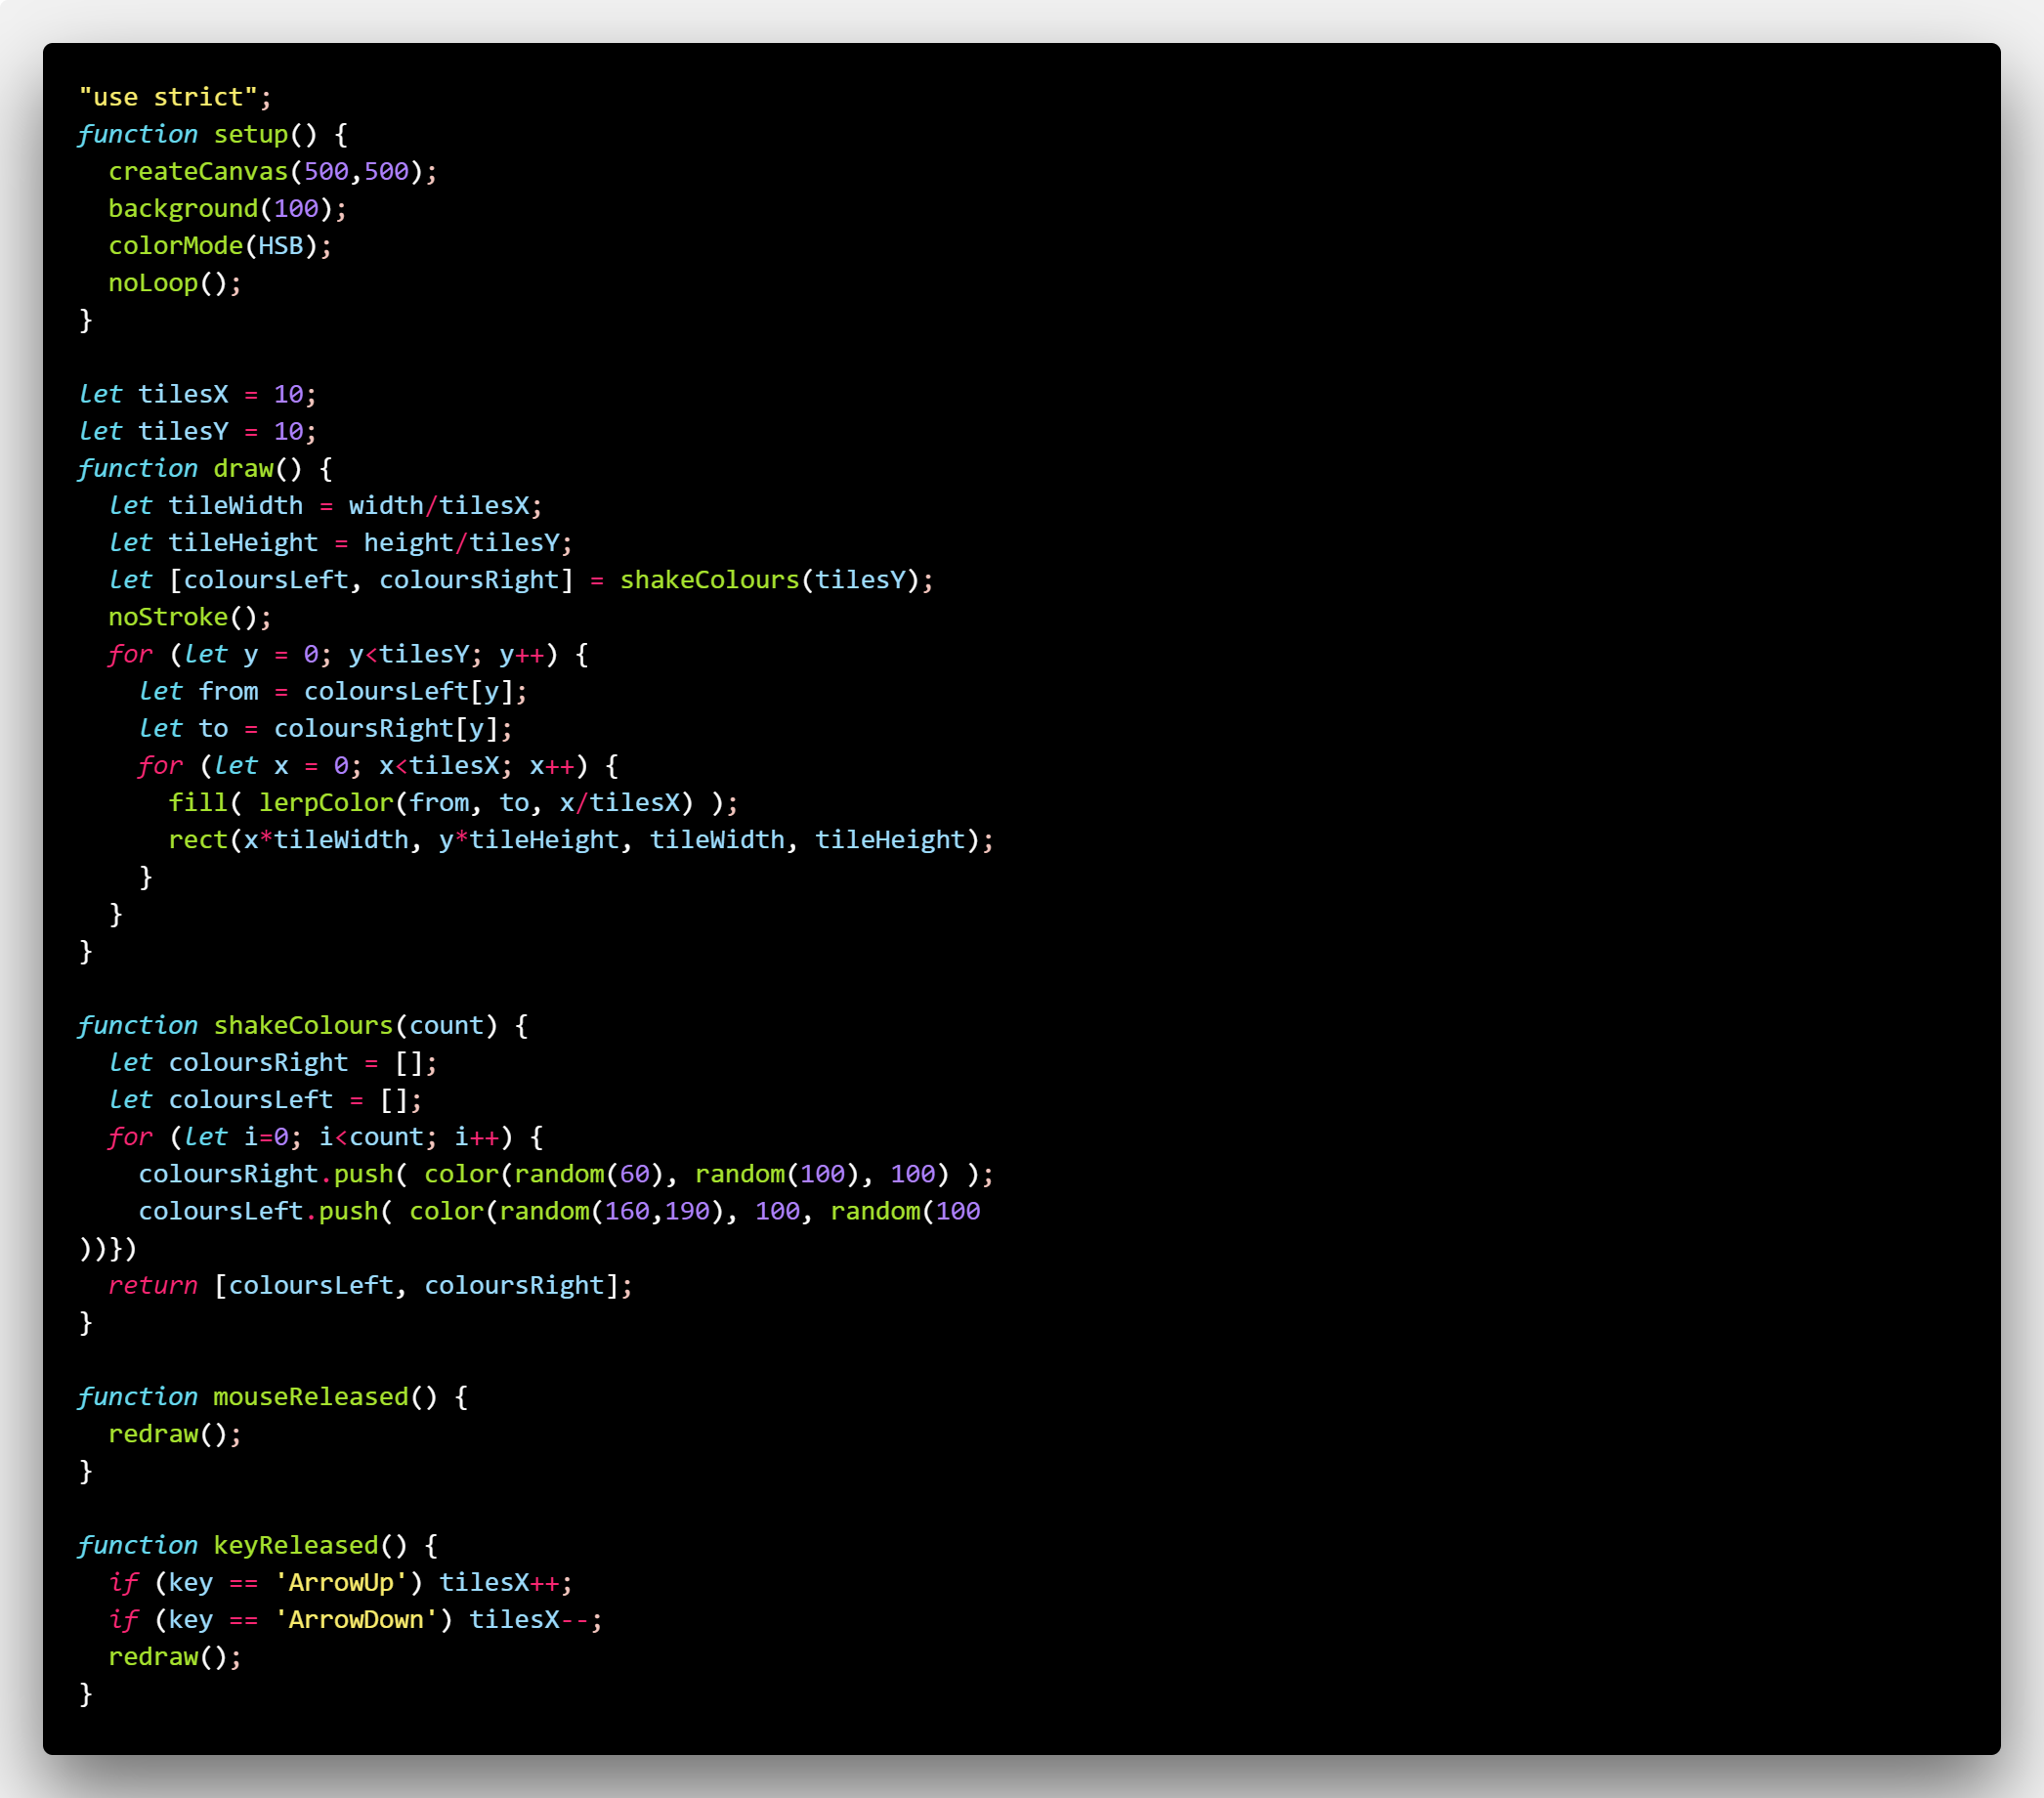 "use strict";
function setup() {
  createCanvas(500,500);
  background(100);
  colorMode(HSB);
  noLoop();
}

let tilesX = 10;
let tilesY = 10;
function draw() {
  let tileWidth = width/tilesX;
  let tileHeight = height/tilesY;
  let [coloursLeft, coloursRight] = shakeColours(tilesY);
  noStroke();
  for (let y = 0; y<tilesY; y++) {
    let from = coloursLeft[y];
    let to = coloursRight[y];
    for (let x = 0; x<tilesX; x++) {
      fill( lerpColor(from, to, x/tilesX) );
      rect(x*tileWidth, y*tileHeight, tileWidth, tileHeight);
    }
  }
}

function shakeColours(count) {
  let coloursRight = [];
  let coloursLeft = [];
  for (let i=0; i<count; i++) {
    coloursRight.push( color(random(60), random(100), 100) );
    coloursLeft.push( color(random(160,190), 100, random(100
))})
  return [coloursLeft, coloursRight];
}

function mouseReleased() {
  redraw();
}

function keyReleased() {
  if (key == 'ArrowUp') tilesX++;
  if (key == 'ArrowDown') tilesX--;
  redraw();
}